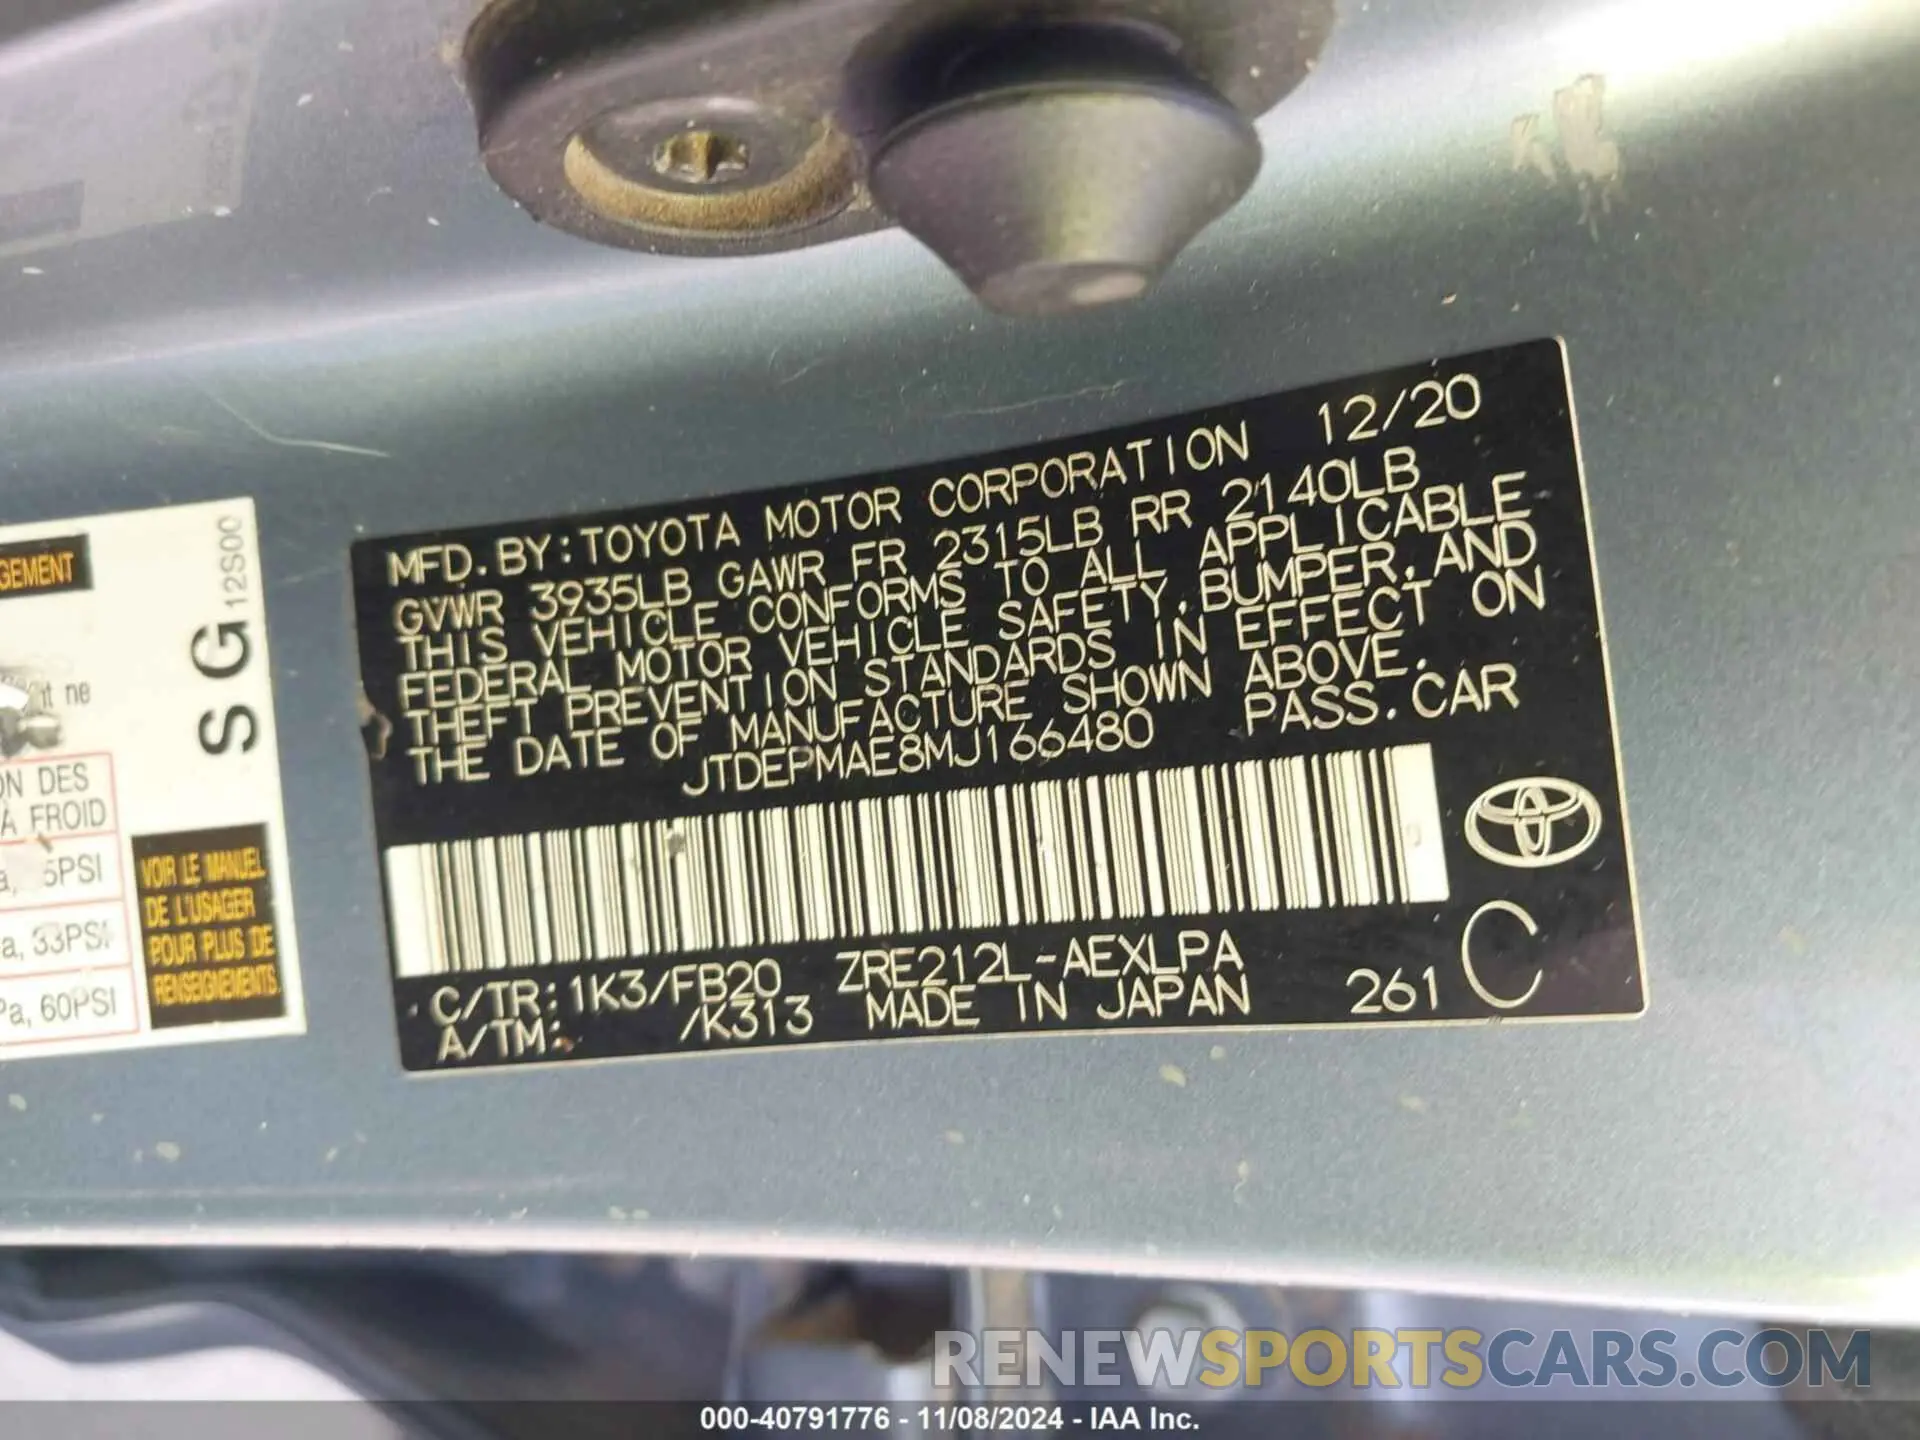 GEMENT
nt ne
ON DES
À FROID
5PSI
a, 33PSI
Pa, 60PSI
S G 12S00
VOIR LE MANUEL
DE L'USAGER
POUR PLUS DE
RENSEIGNEMENTS
MFD. BY: TOYOTA MOTOR CORPORATION 12/20
GVWR 3935LB GAWR FR 2315LB RR 2140LB
THIS VEHICLE CONFORMS TO ALL APPLICABLE
FEDERAL MOTOR VEHICLE SAFETY, BUMPER, AND
THEFT PREVENTION STANDARDS IN EFFECT ON
THE DATE OF MANUFACTURE SHOWN ABOVE.
JTDEPMAE8MJ166480 PASS. CAR
C/TR: 1K3/FB20 ZRE212L-AEXLPA
A/TM: /K313 MADE IN JAPAN 261 C
RENEWSPORTSCARS.COM
000-40791776 - 11/08/2024 - IAA Inc.